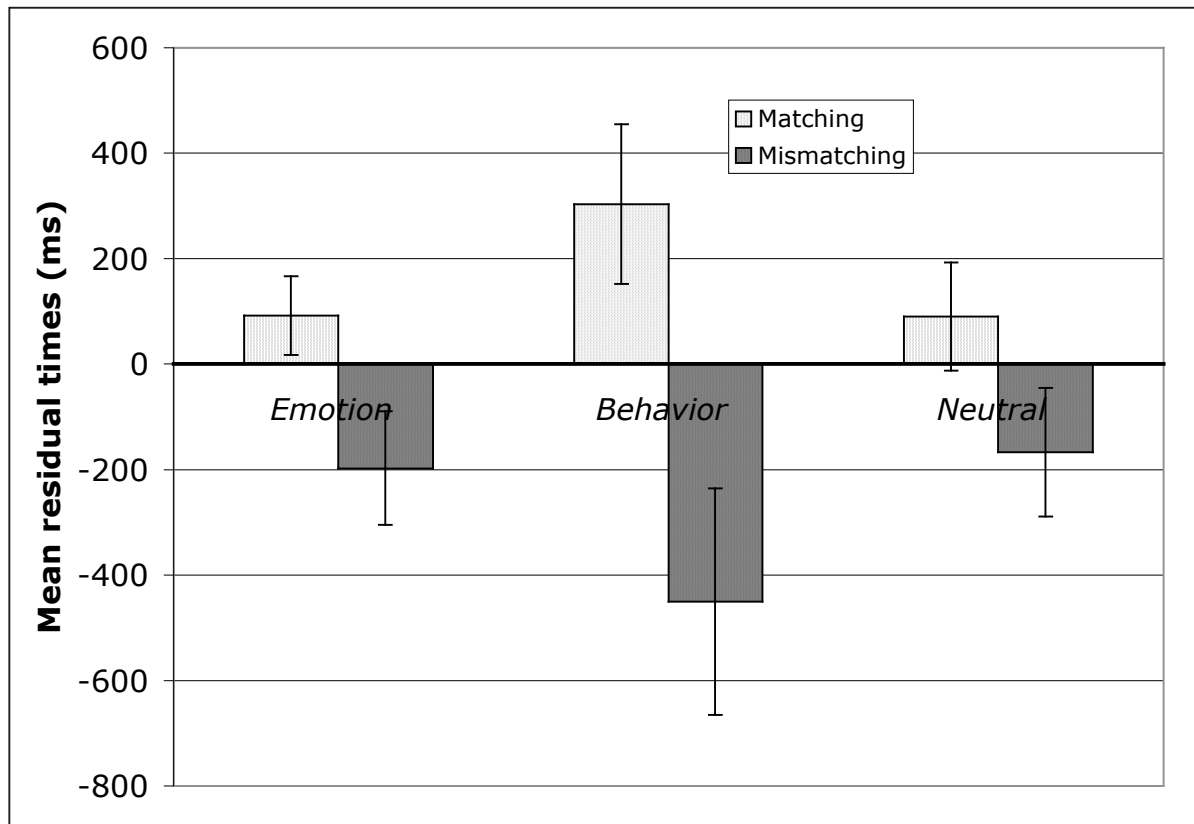 600
400
200
0
-200
-400
-600
-800
Mean residual times (ms)
Matching
Mismatching
Emotion
Behavior
Neutral